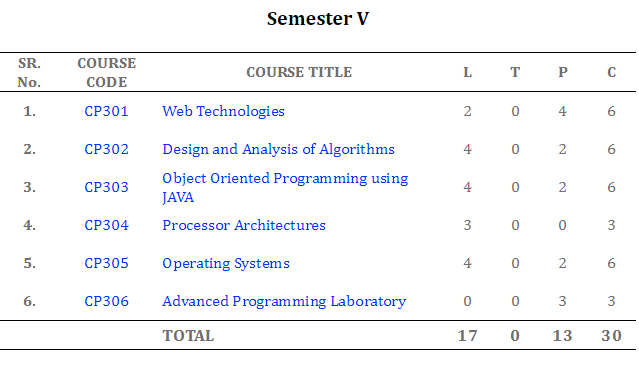 Semester V
SR. No. COURSE CODE COURSE TITLE L T P C
1. CP301 Web Technologies 2 0 4 6
2. CP302 Design and Analysis of Algorithms 4 0 2 6
3. CP303 Object Oriented Programming using JAVA 4 0 2 6
4. CP304 Processor Architectures 3 0 0 3
5. CP305 Operating Systems 4 0 2 6
6. CP306 Advanced Programming Laboratory 0 0 3 3
TOTAL 17 0 13 30